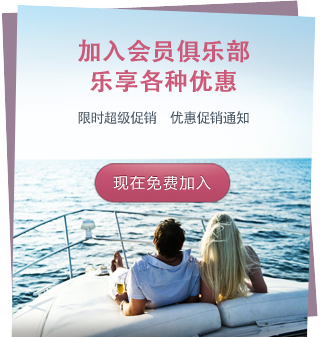 加入会员俱乐部
乐享各种优惠
限时超级促销 优惠促销通知
现在免费加入